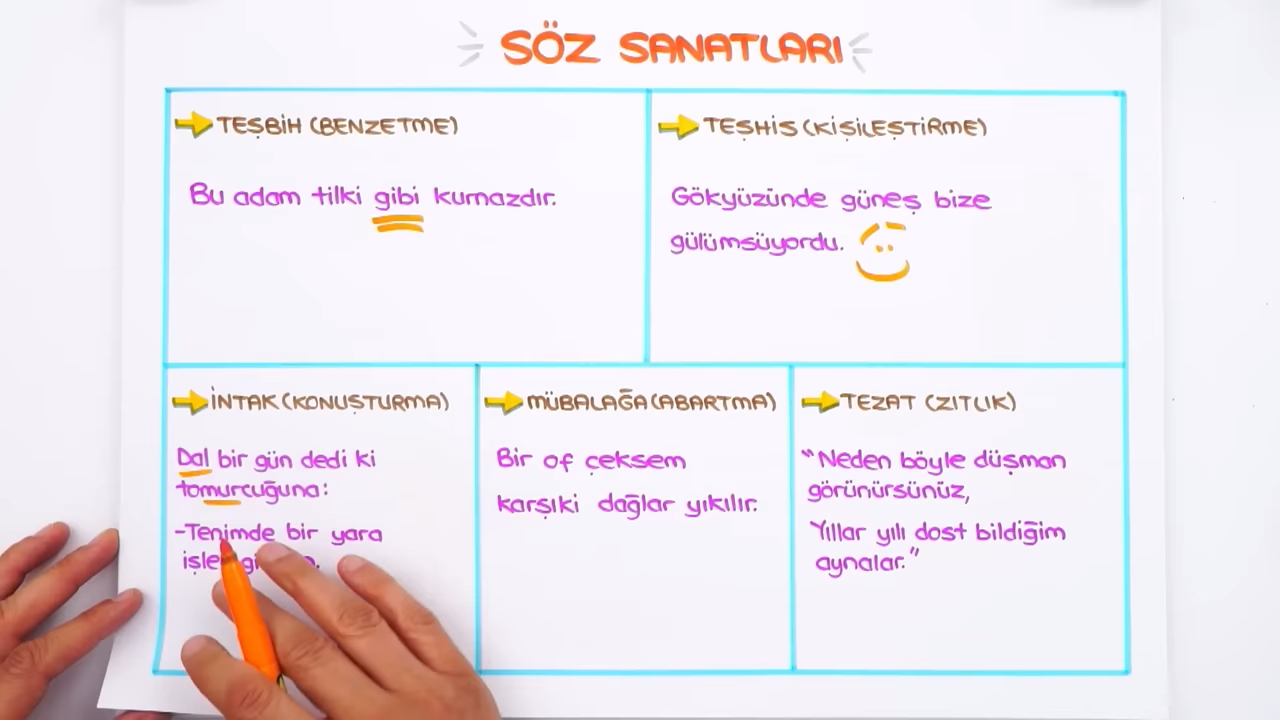 SÖZ SANATLARI
TEŞBİH (BENZETME)
Bu adam tilki gibi kurnazdır.
TEŞHİS (KİŞİLEŞTİRME)
Gökyüzünde güneş bize
gülümsüyordu.
İNTAK (KONUŞTURMA)
Dal bir gün dedi ki
tomurcuğuna:
-Tenimde bir yara
MÜBALAĞA (ABARTMA)
Bir of çeksem
karşıki dağlar yıkılır.
TEZAT (ZITLIK)
"Neden böyle düşman
görünürsünüz,
Yıllar yılı dost bildiğim
aynalar."